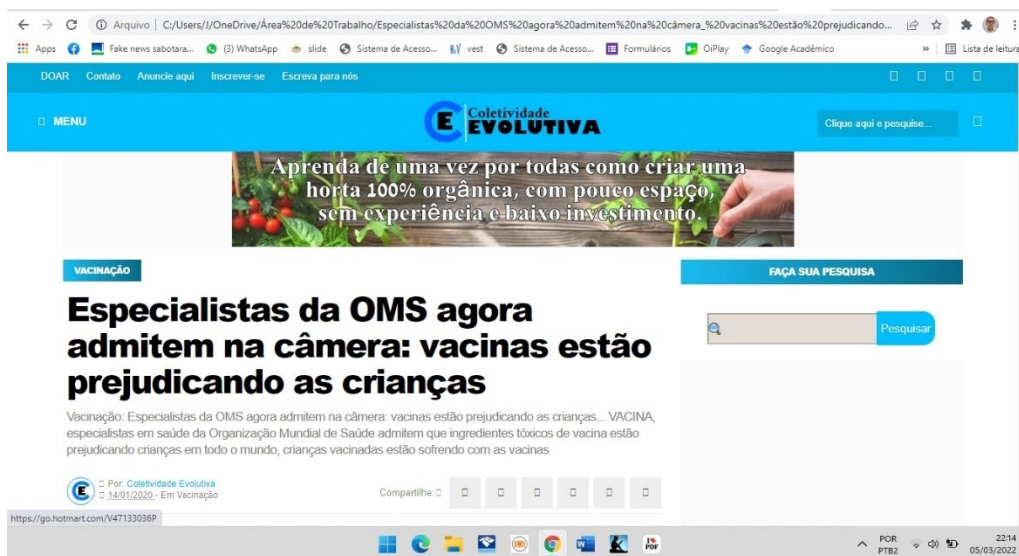 Arquivo | C:/Users/J/OneDrive/Área%20de%20Trabalho/Especialistas%20da%20OMS%20agora%20admitem%20na%20câmera_%20vacinas%20estão%20prejudicando...
Apps Fake news sabotara... (3) WhatsApp slide Sistema de Acesso... vest Sistema de Acesso... Formulários OiPlay Google Acadêmico » Lista de leitura
DOAR Contato Anuncie aqui Inscrever-se Escreva para nós
MENU
Coletividade
EVOLUTIVA
Clique aqui e pesquise...
Aprenda de uma vez por todas como criar uma
horta 100% orgânica, com pouco espaço,
sem experiência e baixo investimento.
VACINAÇÃO
FAÇA SUA PESQUISA
Especialistas da OMS agora
admitem na câmera: vacinas estão
prejudicando as crianças
Pesquisar
Vacinação: Especialistas da OMS agora admitem na câmera: vacinas estão prejudicando as crianças... VACINA,
especialistas em saúde da Organização Mundial de Saúde admitem que ingredientes tóxicos de vacina estão
prejudicando crianças em todo o mundo, crianças vacinadas estão sofrendo com as vacinas
Por: Coletividade Evolutiva
14/01/2020 - Em Vacinação
Compartilhe:
https://go.hotmart.com/V47133036P
POR
PTB2
22:14
05/03/2022